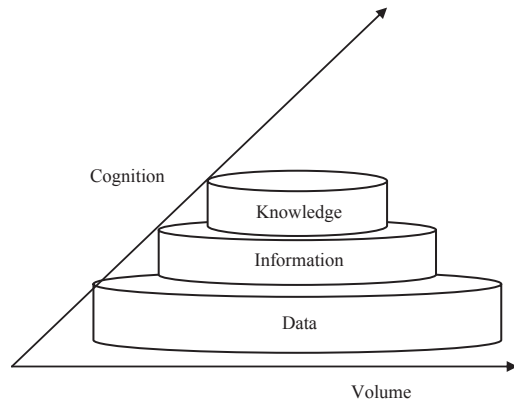 Cognition
Knowledge
Information
Data
Volume